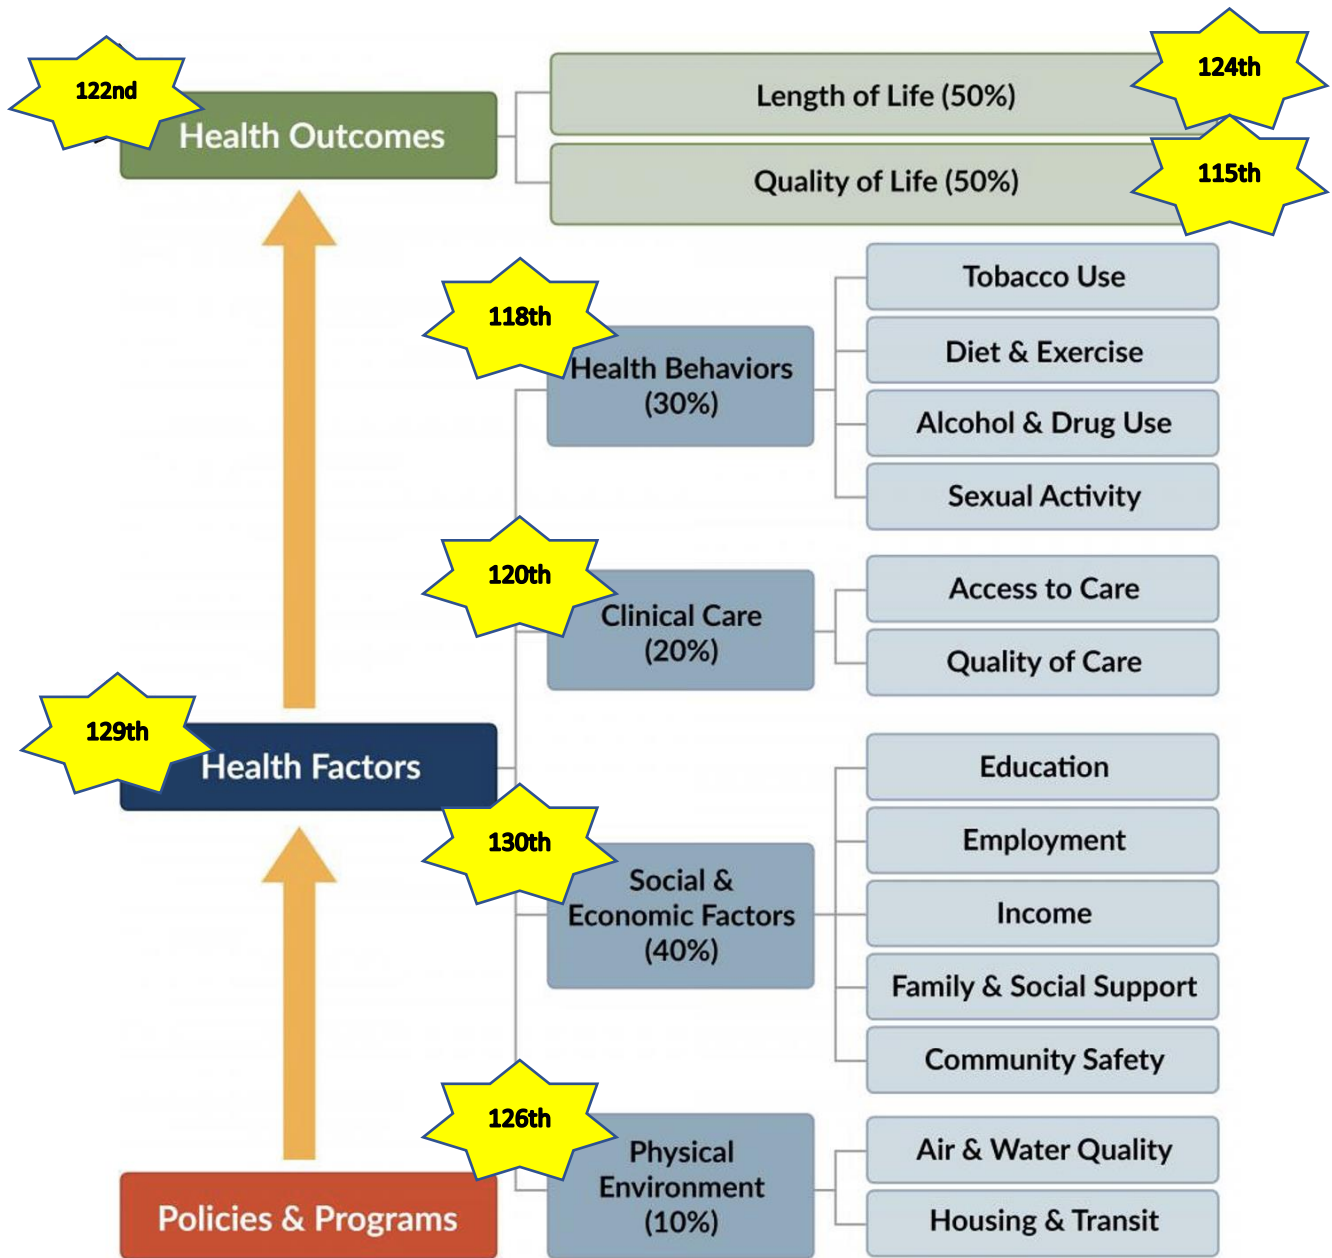 122nd
Health Outcomes
Length of Life (50%)
124th
Quality of Life (50%)
115th
118th
Health Behaviors
(30%)
Tobacco Use
Diet & Exercise
Alcohol & Drug Use
Sexual Activity
120th
Clinical Care
(20%)
Access to Care
Quality of Care
129th
Health Factors
130th
Social &
Economic Factors
(40%)
Education
Employment
Income
Family & Social Support
Community Safety
126th
Physical
Environment
(10%)
Air & Water Quality
Housing & Transit
Policies & Programs